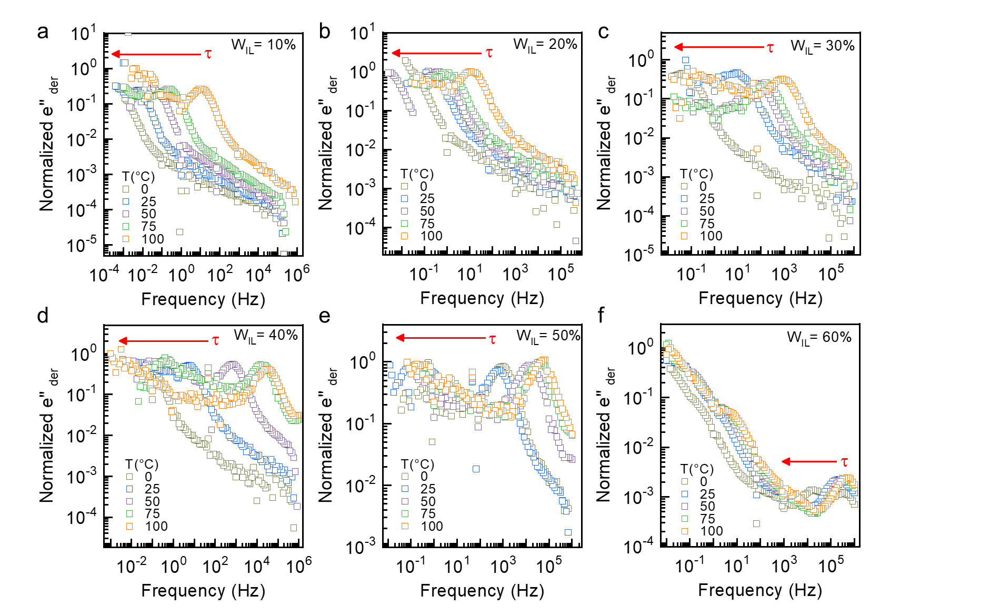 a
W_IL= 10%
τ
10^1
10^0
10^-1
10^-2
10^-3
10^-4
10^-5
Normalized e" der
T(°C)
0
25
50
75
100
10^-4 10^-2 10^0 10^2 10^4 10^6
Frequency (Hz)
b
W_IL= 20%
τ
10^0
10^-1
10^-2
10^-3
10^-4
Normalized e" der
T(°C)
0
25
50
75
100
10^-1 10^1 10^3 10^5
Frequency (Hz)
c
W_IL= 30%
τ
10^0
10^-1
10^-2
10^-3
10^-4
10^-5
Normalized e" der
T(°C)
0
25
50
75
100
10^-1 10^1 10^3 10^5
Frequency (Hz)
d
W_IL= 40%
τ
10^0
10^-1
10^-2
10^-3
10^-4
Normalized e" der
T(°C)
0
25
50
75
100
10^-2 10^0 10^2 10^4 10^6
Frequency (Hz)
e
W_IL= 50%
τ
10^0
10^-1
10^-2
10^-3
Normalized e" der
T(°C)
0
25
50
75
100
10^-1 10^1 10^3 10^5
Frequency (Hz)
f
W_IL= 60%
τ
10^0
10^-1
10^-2
10^-3
10^-4
Normalized e" der
T(°C)
0
25
50
75
100
10^-1 10^1 10^3 10^5
Frequency (Hz)